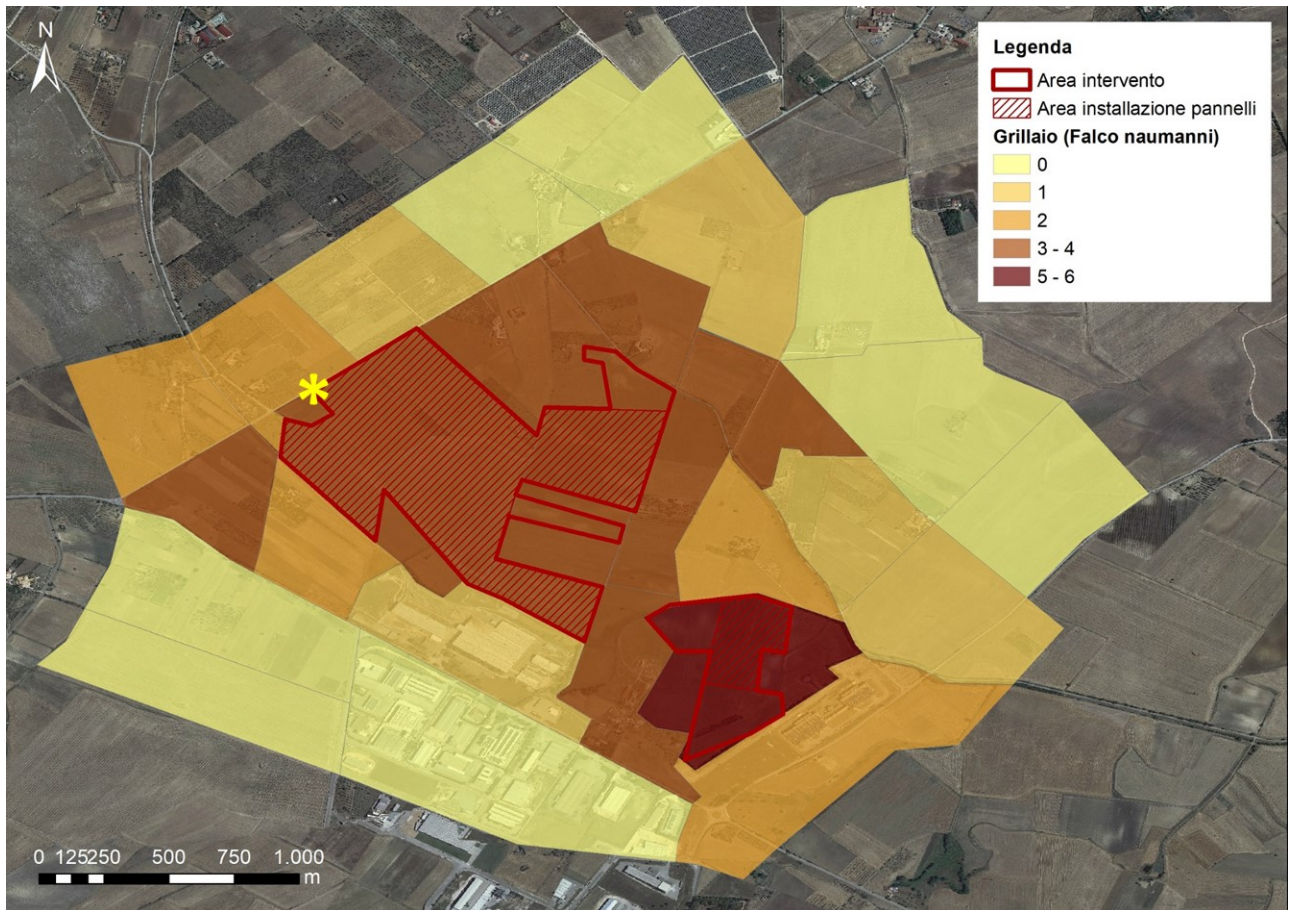 N
Legenda
Area intervento
Area installazione pannelli
Grillaio (Falco naumanni)
0
1
2
3 - 4
5 - 6
0 125250 500 750 1.000
m